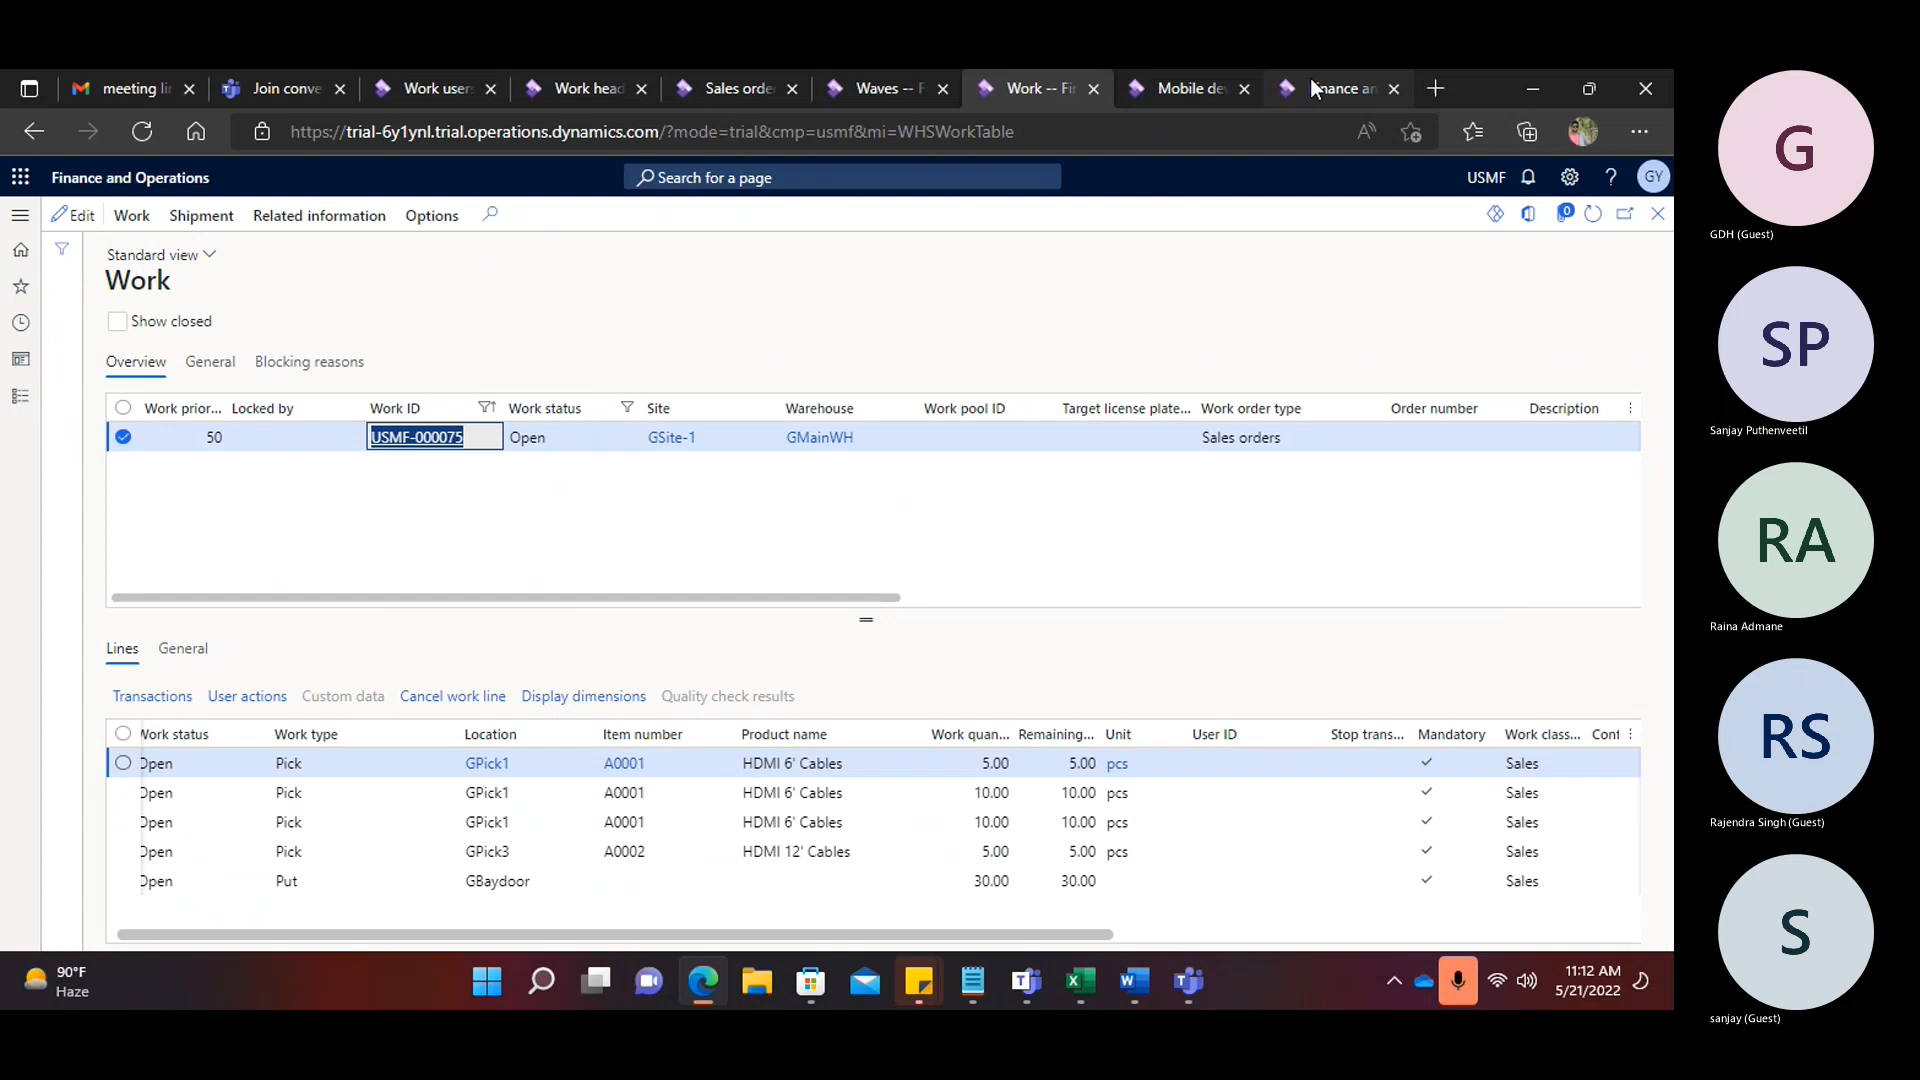 meeting lin
Join conve
Work user
Work head
Sales orde
Waves -- F
Work -- Fin
Mobile dev
inance an
https://trial-6y1ynl.trial.operations.dynamics.com/?mode=trial&cmp=usmf&mi=WHSWorkTable
Finance and Operations
Search for a page
USMF
?
GY
Edit
Work
Shipment
Related information
Options
0
Standard view
Work
Show closed
Overview
General
Blocking reasons
Work prior... Locked by Work ID Work status Site Warehouse Work pool ID Target license plate... Work order type Order number Description
50 USMF-000075 Open GSite-1 GMainWH Sales orders
Lines
General
Transactions
User actions
Custom data
Cancel work line
Display dimensions
Quality check results
Work status Work type Location Item number Product name Work quan... Remaining... Unit User ID Stop trans... Mandatory Work class... Cont
Open Pick GPick1 A0001 HDMI 6' Cables 5.00 5.00 pcs Sales
Open Pick GPick1 A0001 HDMI 6' Cables 10.00 10.00 pcs Sales
Open Pick GPick1 A0001 HDMI 6' Cables 10.00 10.00 pcs Sales
Open Pick GPick3 A0002 HDMI 12' Cables 5.00 5.00 pcs Sales
Open Put GBaydoor 30.00 30.00 Sales
90°F
Haze
11:12 AM
5/21/2022
G
GDH (Guest)
SP
Sanjay Puthenveetil
RA
Raina Admane
RS
Rajendra Singh (Guest)
S
sanjay (Guest)